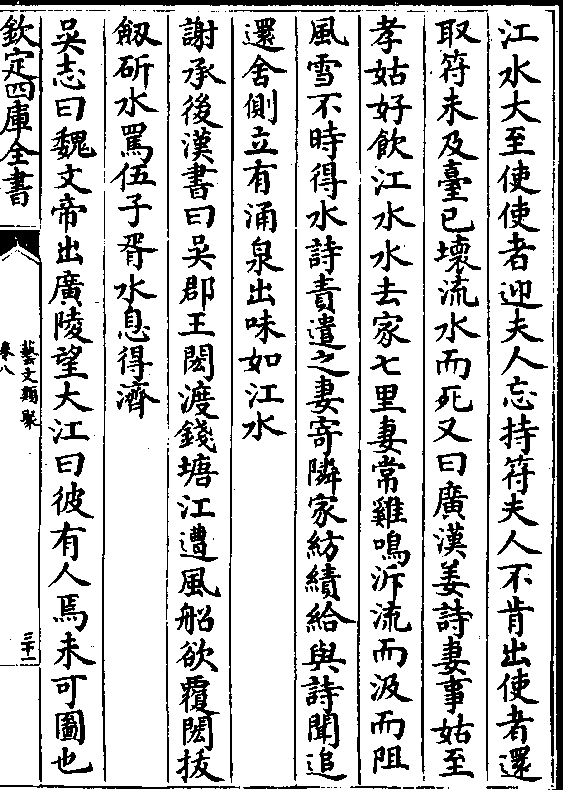 江水大至使使者迎夫人忘持符夫人不肯出使者還
取符未及臺已壞流水而死又曰廣漢姜詩妻事姑至
孝姑好飲江水水去家七里妻常雞鳴泝流而汲而阻
風雪不時得水詩責遣之妻寄隣家紡績給與詩聞追
還舍側立有涌泉出味如江水
謝承後漢書曰吳郡王閎渡錢塘江遭風船欲覆閎拔
劒斫水罵伍子胥水息得濟
吳志曰魏文帝出廣陵望大江曰彼有人焉未可圖也
欽定四庫全書
藝文類聚
卷八
三十二